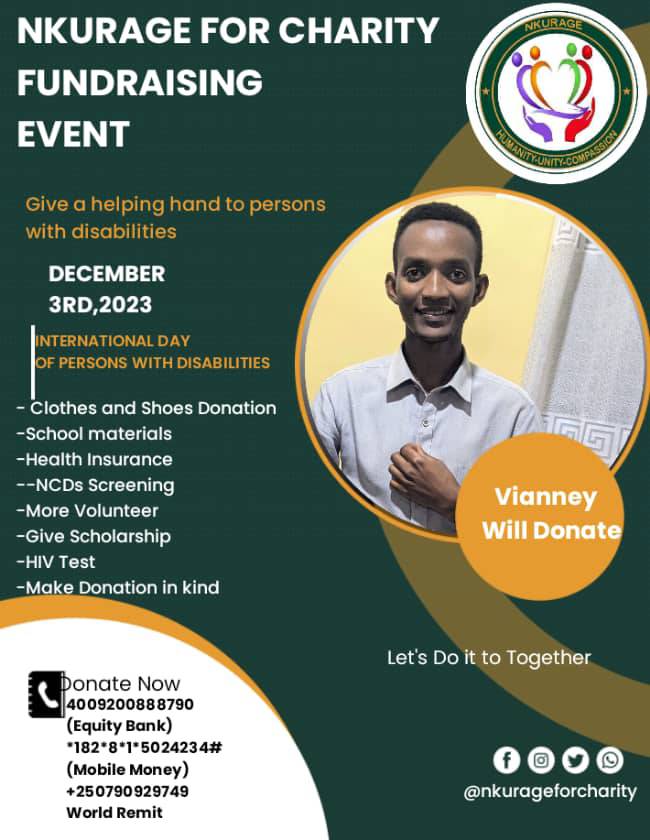 NKURAGE FOR CHARITY
FUNDRAISING
EVENT
NKURAGE
HUMANITY-UNITY-COMPASSION
Give a helping hand to persons
with disabilities
DECEMBER
3RD,2023
INTERNATIONAL DAY
OF PERSONS WITH DISABILITIES
- Clothes and Shoes Donation
-School materials
-Health Insurance
--NCDs Screening
-More Volunteer
-Give Scholarship
-HIV Test
-Make Donation in kind
Vianney
Will Donate
Let's Do it to Together
Donate Now
4009200888790
(Equity Bank)
*182*8*1*5024234#
(Mobile Money)
+250790929749
World Remit
@nkurageforcharity